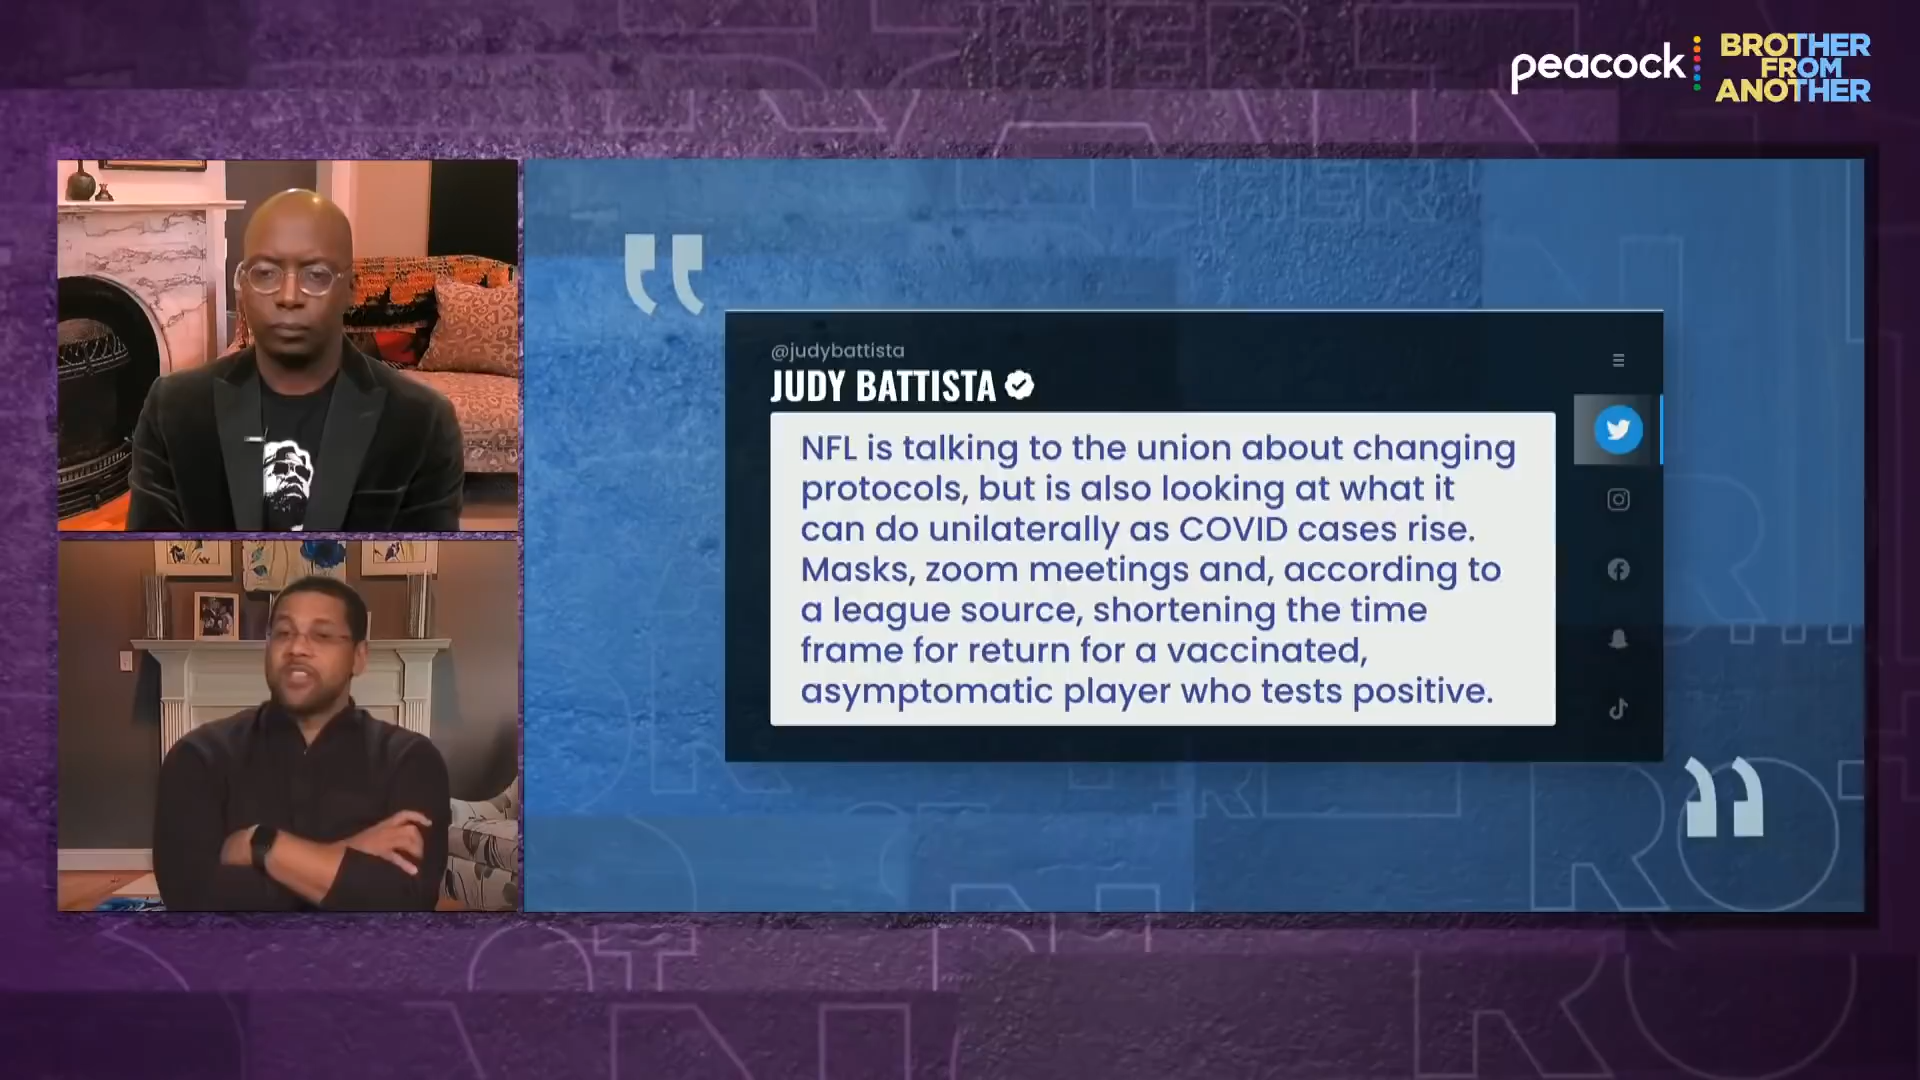 peacock
BROTHER
FROM
ANOTHER
@judybattista
JUDY BATTISTA
NFL is talking to the union about changing
protocols, but is also looking at what it
can do unilaterally as COVID cases rise.
Masks, zoom meetings and, according to
a league source, shortening the time
frame for return for a vaccinated,
asymptomatic player who tests positive.